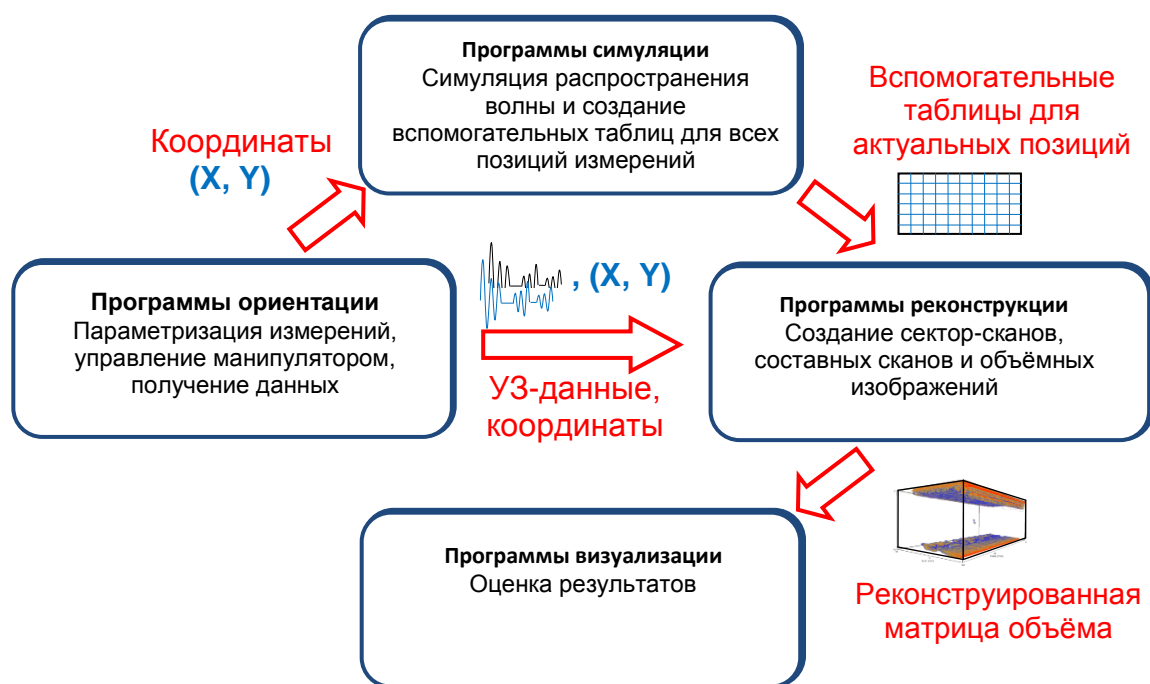 Программы симуляции
Симуляция распространения
волны и создание
вспомогательных таблиц для всех
позиций измерений
Вспомогательные
таблицы для
актуальных позиций
Координаты
(X, Y)
, (X, Y)
Программы ориентации
Параметризация измерений,
управление манипулятором,
получение данных
УЗ-данные,
координаты
Программы реконструкции
Создание сектор-сканов,
составных сканов и объёмных
изображений
Программы визуализации
Оценка результатов
Реконструированная
матрица объёма